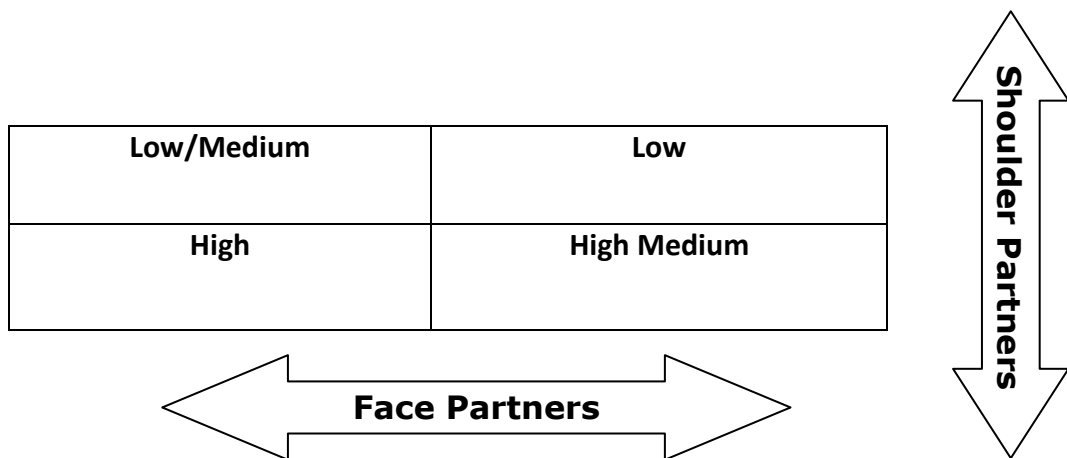 Low/Medium
Low
High
High Medium
Face Partners
Shoulder Partners